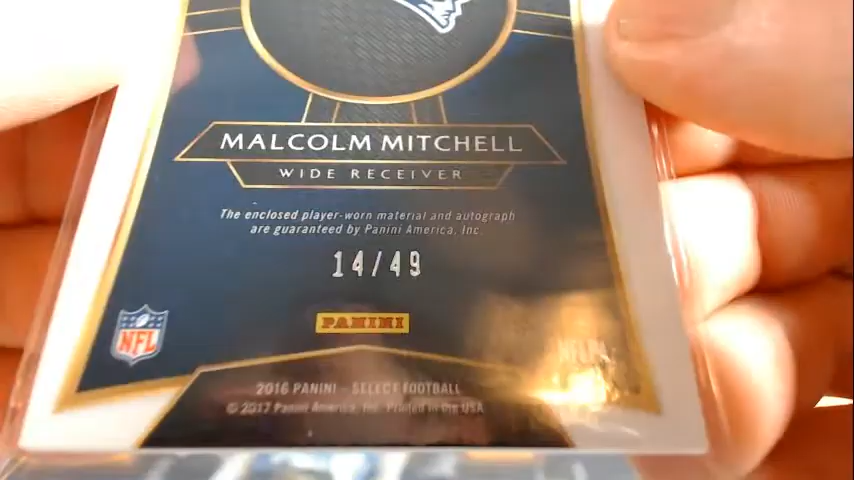 MALCOLM MITCHELL
WIDE RECEIVER
The enclosed player-worn material and autograph
are guaranteed by Panini America, Inc.
14/49
NFL
PANINI
2016 PANINI - SELECT FOOTBALL
© 2017 Panini America, Inc. Printed in the USA